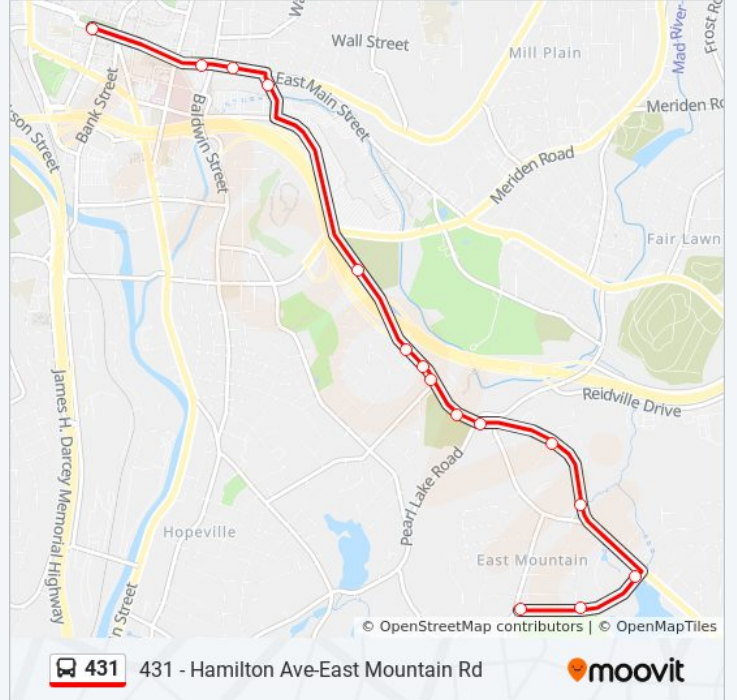 Wall Street
Mill Plain
Mad River
Frost Ro
Wa
Bank Street
East Main Street
Meriden Ro
son Street
Baldwin Street
Meriden Road
Fair Lawn
James H. Darcey Memorial Highway
Reidville Drive
Pearl Lake Road
Hopeville
East Mountain
n Street
© OpenStreetMap contributors | © OpenMapTiles
431 431 - Hamilton Ave-East Mountain Rd moovit